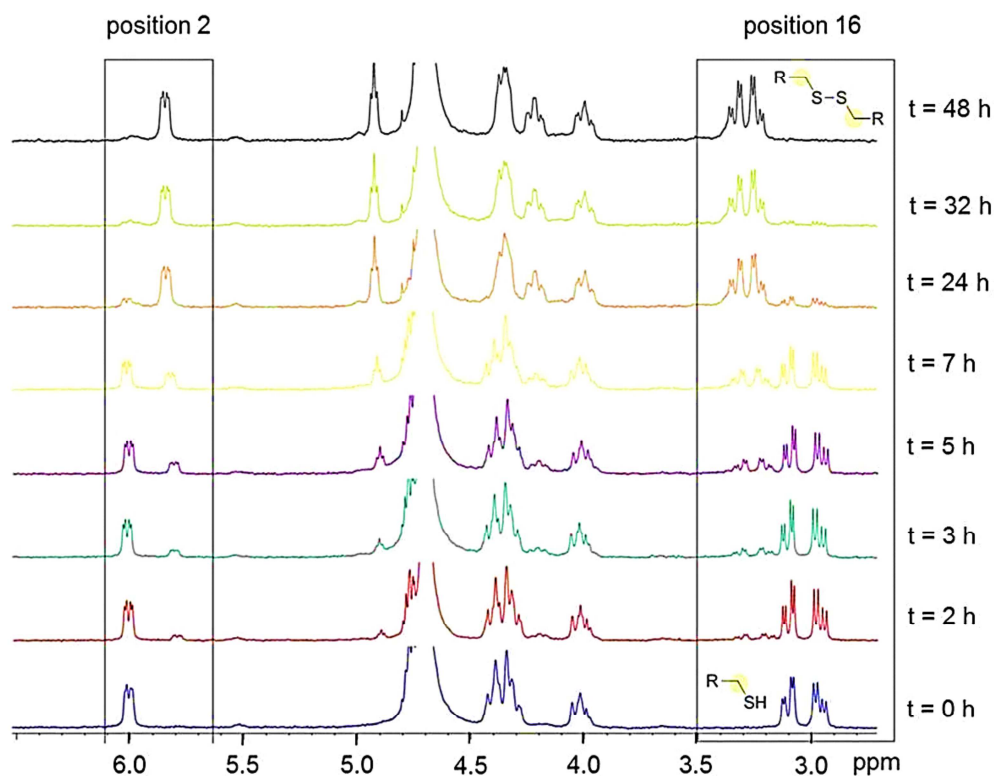 position 2 position 16
R
S-S
R
t = 48 h
t = 32 h
t = 24 h
t = 7 h
t = 5 h
t = 3 h
t = 2 h
R
SH
t = 0 h
6.0 5.5 5.0 4.5 4.0 3.5 3.0 ppm